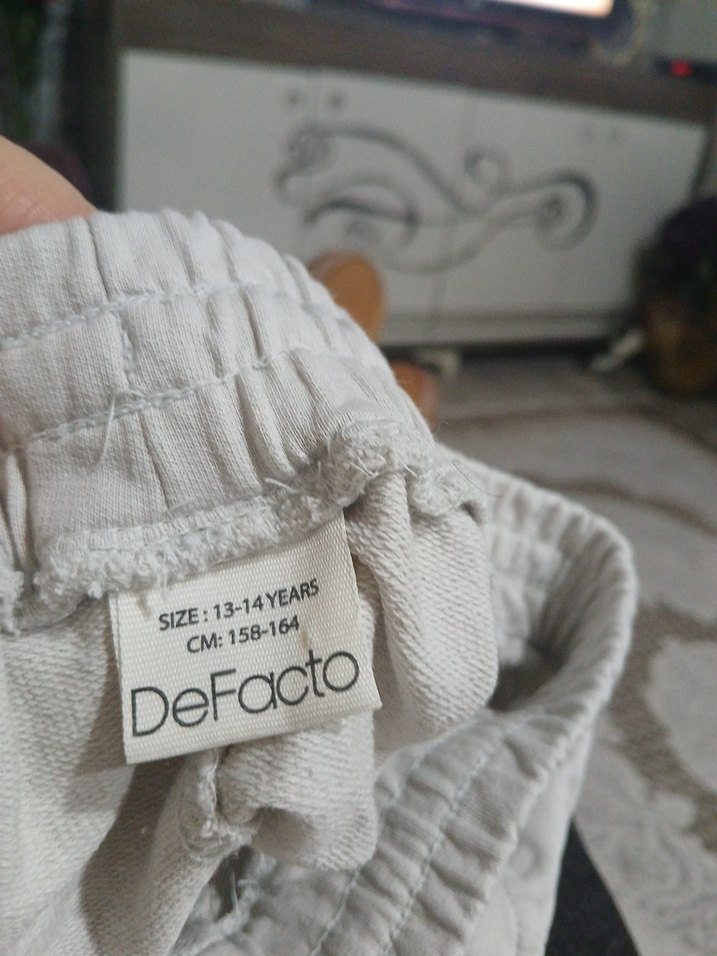 SIZE : 13-14 YEARS
CM: 158-164
DeFacto